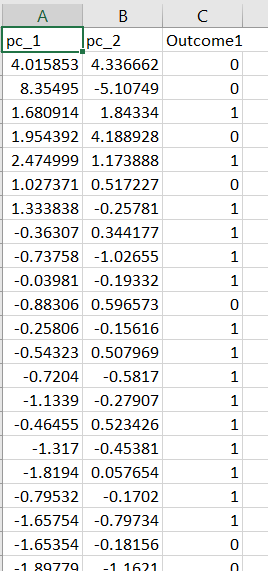 A B C
pc_1 pc_2 Outcome1
4.015853 4.336662 0
8.35495 -5.10749 0
1.680914 1.84334 1
1.954392 4.188928 0
2.474999 1.173888 1
1.027371 0.517227 0
1.333838 -0.25781 1
-0.36307 0.344177 1
-0.73758 -1.02655 1
-0.03981 -0.19332 1
-0.88306 0.596573 0
-0.25806 -0.15616 1
-0.54323 0.507969 1
-0.7204 -0.5817 1
-1.1339 -0.27907 1
-0.46455 0.523426 1
-1.317 -0.45381 1
-1.8194 0.057654 1
-0.79532 -0.1702 1
-1.65754 -0.79734 1
-1.65354 -0.18156 0
-1.89779 -1.1621 0